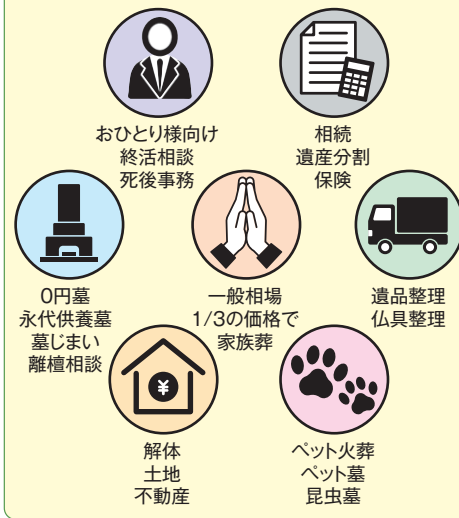 おひとり様向け
終活相談
死後事務
相続
遺産分割
保険
0円墓
永代供養墓
墓じまい
離檀相談
一般相場
1/3の価格で
家族葬
遺品整理
仏具整理
¥
解体
土地
不動産
ペット火葬
ペット墓
昆虫墓